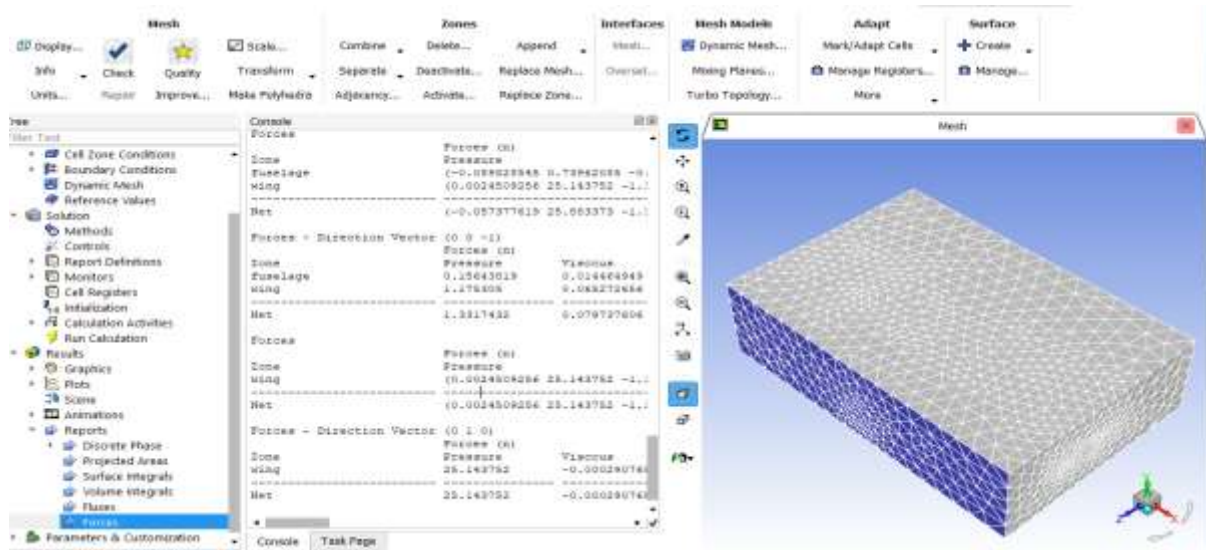 Mesh Zones Interfaces Mesh Models Adapt Surface
Display... Scale... Combine Delete... Append Mesh... Dynamic Mesh... Mark/Adapt Cells Create
Info Check Quality Transform Separate Deactivate... Replace Mesh... Overset... Mixing Planes... Manage Registers... Manage...
Units... Repair Improve... Make Polyhedra Adjacency... Activate... Replace Zone... Turbo Topology... More
Cell Zone Conditions
Boundary Conditions
Dynamic Mesh
Reference Values
Solution
Methods
Controls
Report Definitions
Monitors
Cell Registers
Initialization
Calculation Activities
Run Calculation
Results
Graphics
Plots
Scene
Animations
Reports
Discrete Phase
Projected Areas
Surface Integrals
Volume Integrals
Fluxes
Forces
Parameters & Customization
Console
Forces
Forces (n)
Zone Pressure
fuselage
wing (0.0024509256 25.143752 -1.
Net
Forces - Direction Vector (0 0 -1)
Forces (n)
Zone Pressure Viscous
fuselage
wing
Net 1.3317432
Forces
Forces (n)
Zone Pressure
wing (0.0024509256 25.143752 -1.
Net (0.0024509256 25.143752 -1.
Forces - Direction Vector (0 1 0)
Forces (n)
Zone Pressure Viscous
wing 25.143752
Net 25.143752
Console Task Page
Mesh